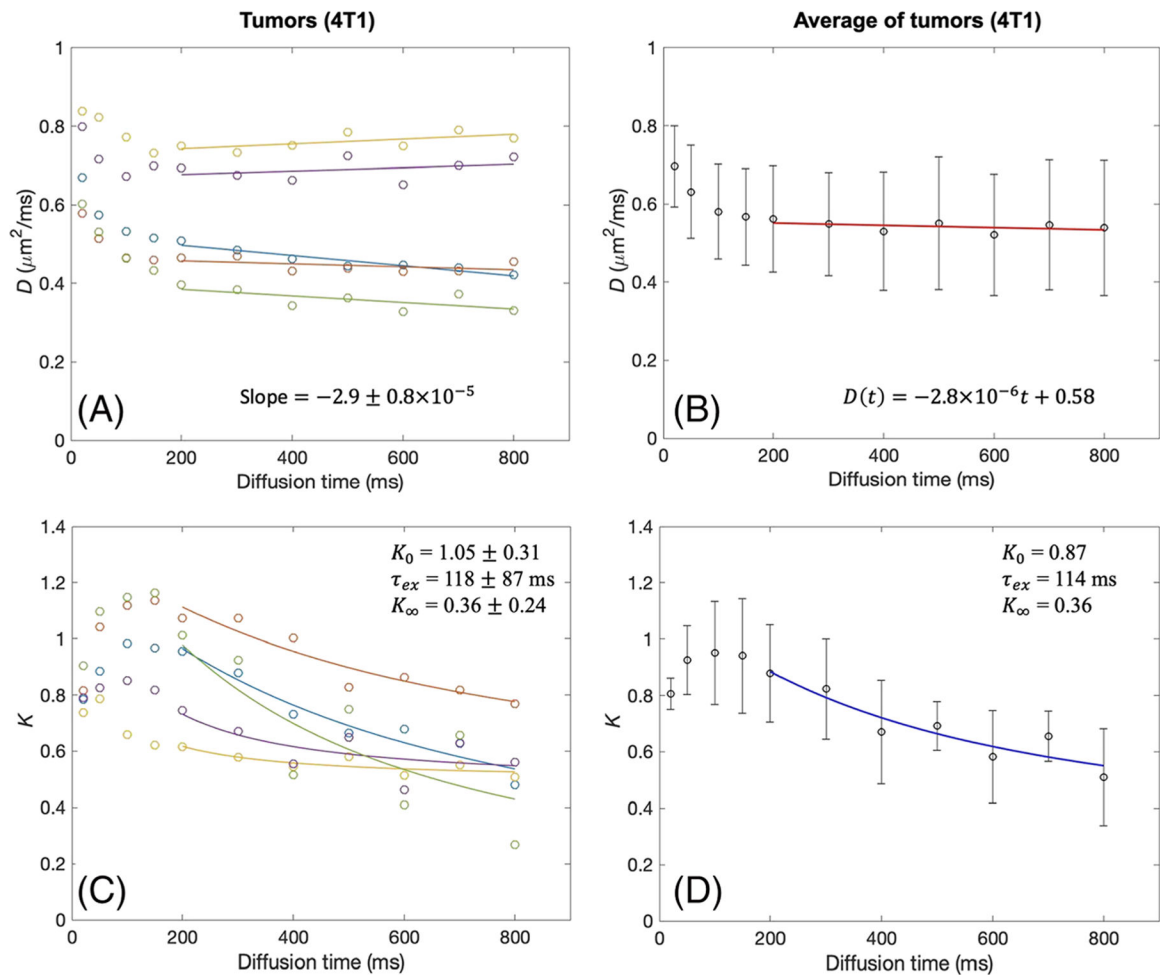 Tumors (4T1)
Average of tumors (4T1)
1
0.8
0.6
0.4
0.2
0
D (μm²/ms)
(A)
Slope = −2.9 ± 0.8×10⁻⁵
0 200 400 600 800
Diffusion time (ms)
1
0.8
0.6
0.4
0.2
0
D (μm²/ms)
(B)
D(t) = −2.8×10⁻⁶t + 0.58
0 200 400 600 800
Diffusion time (ms)
1.4
1.2
1
0.8
0.6
0.4
0.2
0
K
K₀ = 1.05 ± 0.31
τₑₓ = 118 ± 87 ms
K∞ = 0.36 ± 0.24
(C)
0 200 400 600 800
Diffusion time (ms)
1.4
1.2
1
0.8
0.6
0.4
0.2
0
K
K₀ = 0.87
τₑₓ = 114 ms
K∞ = 0.36
(D)
0 200 400 600 800
Diffusion time (ms)